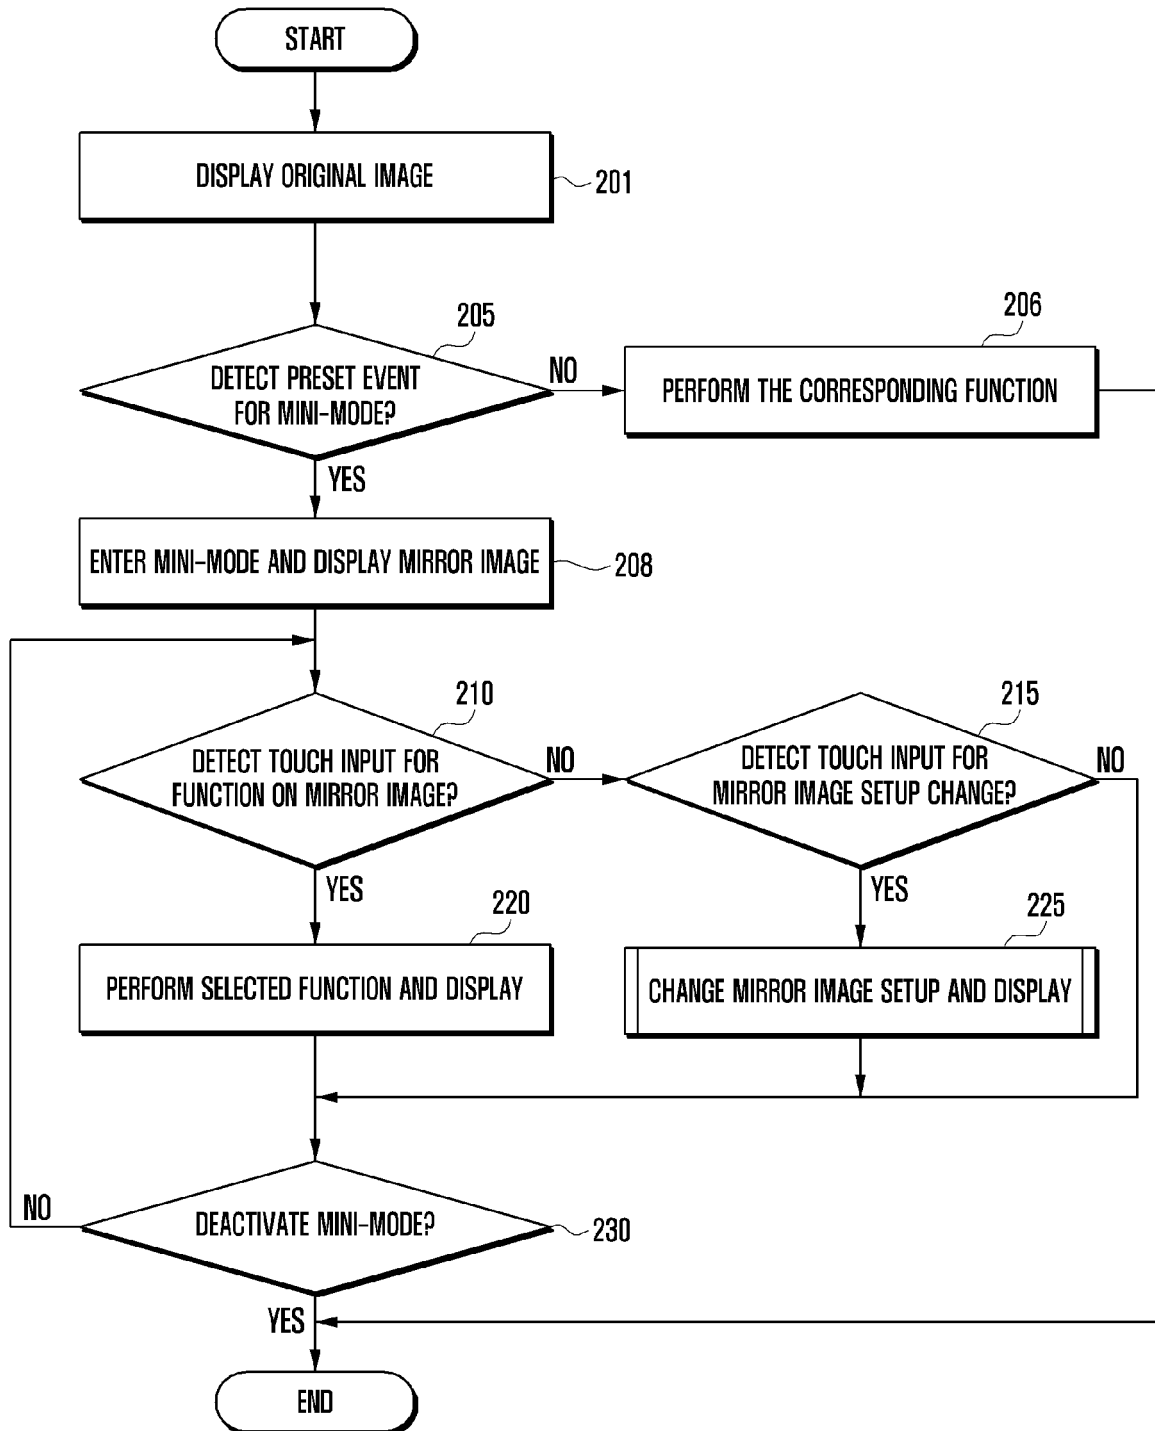 START
DISPLAY ORIGINAL IMAGE
201
205
DETECT PRESET EVENT
FOR MINI-MODE?
NO
206
PERFORM THE CORRESPONDING FUNCTION
YES
ENTER MINI-MODE AND DISPLAY MIRROR IMAGE
208
210
DETECT TOUCH INPUT FOR
FUNCTION ON MIRROR IMAGE?
NO
215
DETECT TOUCH INPUT FOR
MIRROR IMAGE SETUP CHANGE?
NO
YES
YES
220
PERFORM SELECTED FUNCTION AND DISPLAY
225
CHANGE MIRROR IMAGE SETUP AND DISPLAY
NO
DEACTIVATE MINI-MODE?
230
YES
END